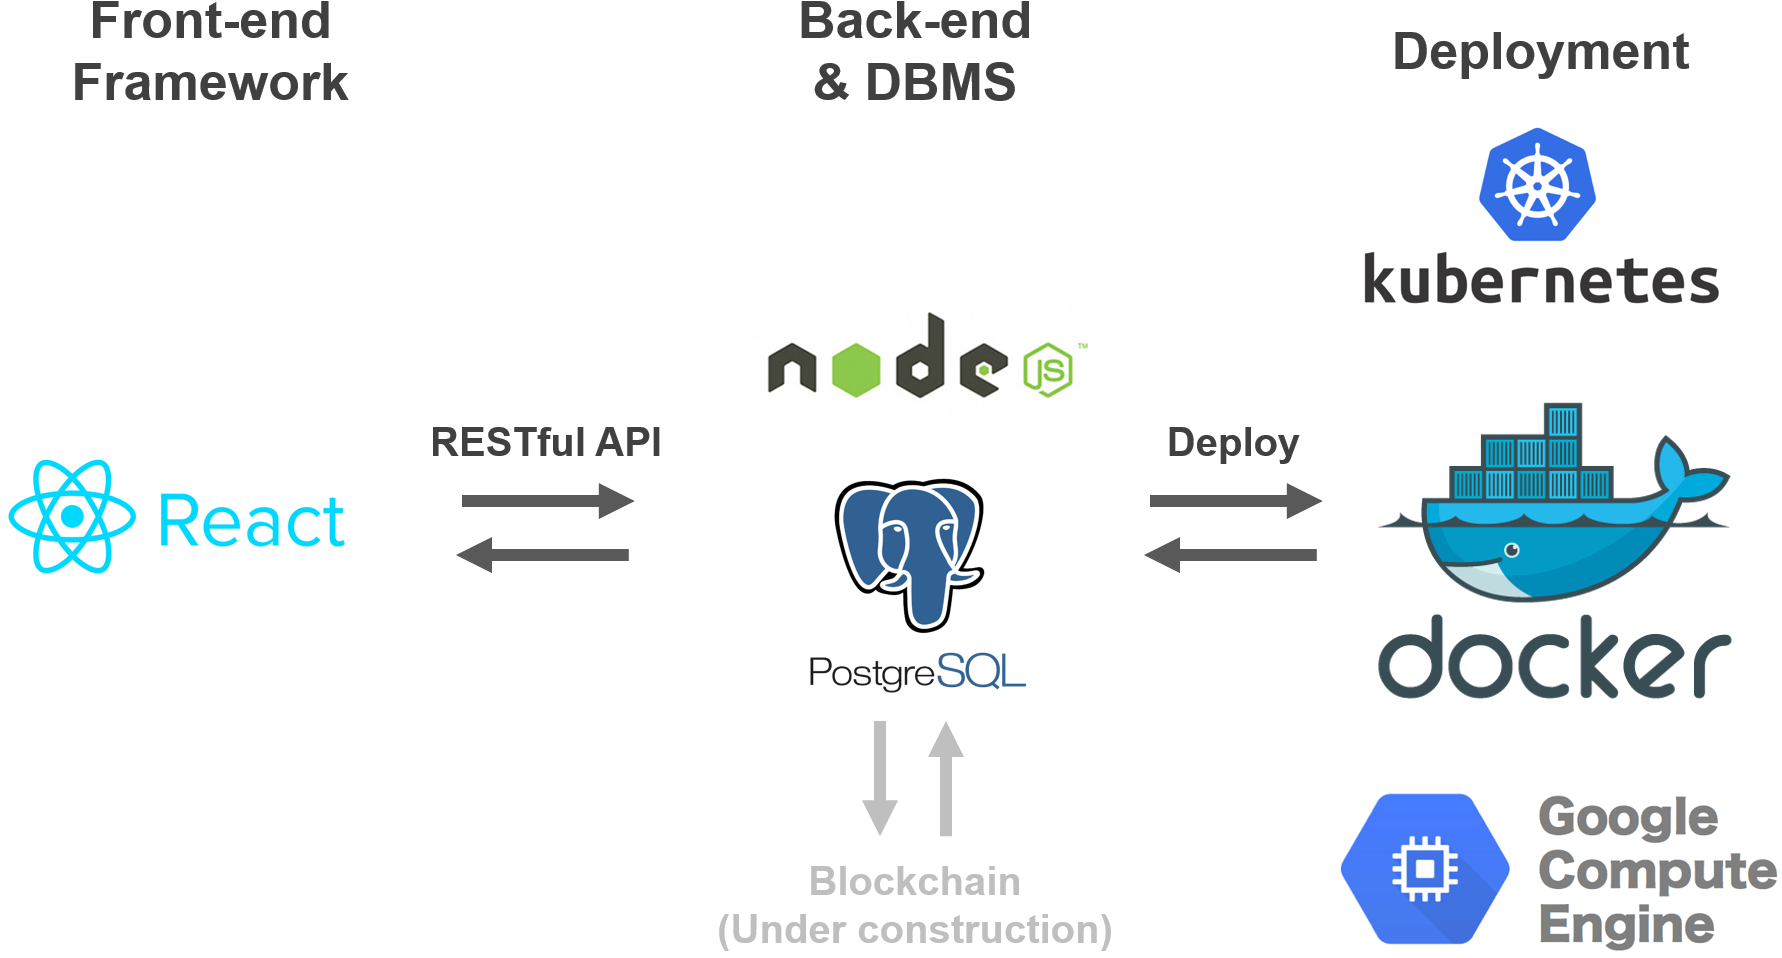 Front-end
Framework
Back-end
& DBMS
Deployment
kubernetes
node JS™
RESTful API
Deploy
React
PostgreSQL
docker
Blockchain
(Under construction)
Google
Compute
Engine